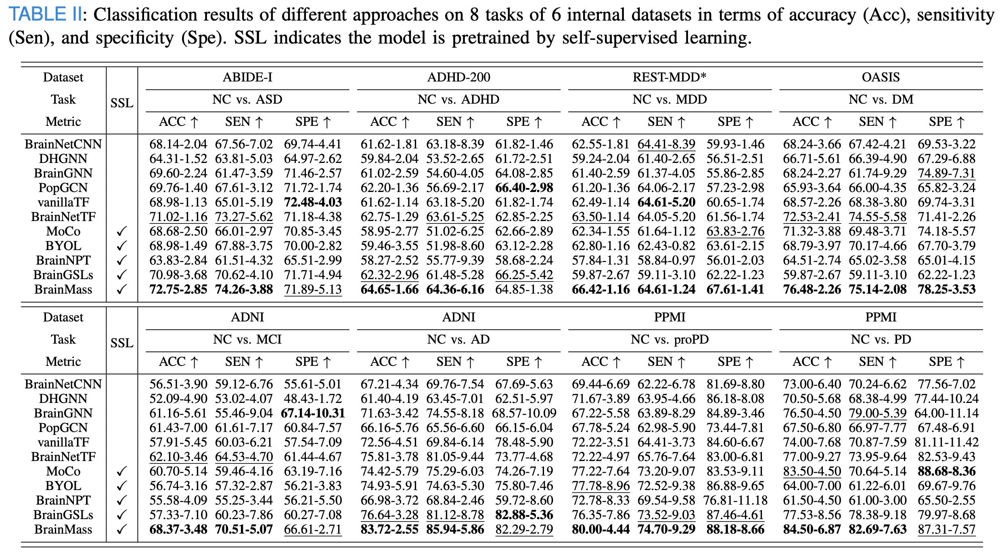 TABLE II: Classification results of different approaches on 8 tasks of 6 internal datasets in terms of accuracy (Acc), sensitivity
(Sen), and specificity (Spe). SSL indicates the model is pretrained by self-supervised learning.
Dataset SSL ABIDE-I ADHD-200 REST-MDD* OASIS
Task NC vs. ASD NC vs. ADHD NC vs. MDD NC vs. DM
Metric ACC ↑ SEN ↑ SPE ↑ ACC ↑ SEN ↑ SPE ↑ ACC ↑ SEN ↑ SPE ↑ ACC ↑ SEN ↑ SPE ↑
BrainNetCNN 68.14-2.04 67.56-7.02 69.74-4.41 61.62-1.81 63.18-8.39 61.82-1.46 62.55-1.81 64.41-8.39 59.93-1.46 68.24-3.66 67.42-4.21 69.53-3.22
DHGNN 64.31-1.52 63.81-5.03 64.97-2.62 59.84-2.04 53.52-2.65 61.72-2.51 59.24-2.04 61.40-2.65 56.51-2.51 66.71-5.61 66.39-4.90 67.29-6.88
BrainGNN 69.60-2.24 61.47-3.59 71.46-2.57 61.02-2.59 54.60-4.05 64.08-2.85 61.40-2.59 61.37-4.05 55.86-2.85 68.24-2.27 61.74-9.29 74.89-7.31
PopGCN 69.76-1.40 67.61-3.12 71.72-1.74 62.20-1.36 56.69-2.17 66.40-2.98 61.20-1.36 64.06-2.17 57.23-2.98 65.93-3.64 66.00-4.35 65.82-3.24
vanillaTF 68.98-1.13 65.01-5.19 72.48-4.03 61.62-1.14 63.18-5.20 61.82-1.74 62.49-1.14 64.61-5.20 60.65-1.74 68.57-2.26 68.38-3.80 69.74-3.31
BrainNetTF 71.02-1.16 73.27-5.62 71.18-4.38 62.75-1.29 63.61-5.25 62.85-2.25 63.50-1.14 64.05-5.20 61.56-1.74 72.53-2.41 74.55-5.58 71.41-2.26
MoCo ✓ 68.68-2.50 66.01-2.97 70.85-3.45 58.95-2.77 51.02-6.25 62.66-2.89 62.34-1.55 61.64-1.12 63.83-2.76 71.32-3.88 69.48-3.71 74.18-5.57
BYOL ✓ 68.98-1.49 67.88-3.75 70.00-2.82 59.46-3.55 51.98-8.60 63.12-2.28 62.80-1.16 62.43-0.82 63.61-2.15 68.79-3.97 70.17-4.66 67.70-3.79
BrainNPT ✓ 63.83-2.84 61.51-4.32 65.51-2.99 58.27-2.52 55.77-9.39 58.68-2.24 57.84-1.31 58.84-0.97 56.01-2.03 64.51-2.74 65.02-3.58 65.01-4.15
BrainGSLs ✓ 70.98-3.68 70.62-4.10 71.71-4.94 62.32-2.96 61.48-5.28 66.25-5.42 59.87-2.67 59.11-3.10 62.22-1.23 59.87-2.67 59.11-3.10 62.22-1.23
BrainMass ✓ 72.75-2.85 74.26-3.88 71.89-5.13 64.65-1.66 64.36-6.16 64.85-1.38 66.42-1.16 64.61-1.24 67.61-1.41 76.48-2.26 75.14-2.08 78.25-3.53
Dataset SSL ADNI ADNI PPMI PPMI
Task NC vs. MCI NC vs. AD NC vs. proPD NC vs. PD
Metric ACC ↑ SEN ↑ SPE ↑ ACC ↑ SEN ↑ SPE ↑ ACC ↑ SEN ↑ SPE ↑ ACC ↑ SEN ↑ SPE ↑
BrainNetCNN 56.51-3.90 59.12-6.76 55.61-5.01 67.21-4.34 69.76-7.54 67.69-5.63 69.44-6.69 62.22-6.78 81.69-8.80 73.00-6.40 70.24-6.62 77.56-7.02
DHGNN 52.09-4.90 53.02-4.07 48.43-1.72 61.40-4.19 63.45-7.01 62.51-5.97 71.67-3.89 63.95-4.66 86.18-8.08 70.50-5.68 68.38-4.99 77.44-10.24
BrainGNN 61.16-5.61 55.46-9.04 67.14-10.31 71.63-3.42 74.55-8.18 68.57-10.09 67.22-5.58 63.89-8.29 84.89-3.46 76.50-4.50 79.00-5.39 64.00-11.14
PopGCN 61.43-7.00 61.61-7.17 60.84-7.57 66.16-5.76 65.56-6.60 66.15-6.04 67.78-5.24 62.98-5.90 73.44-7.81 67.50-6.80 66.97-7.77 67.48-6.91
vanillaTF 57.91-5.45 60.03-6.21 57.54-7.09 72.56-4.51 69.84-6.14 78.48-5.90 72.22-3.51 64.41-3.73 84.60-6.67 74.00-7.68 70.87-7.59 81.11-11.42
BrainNetTF 62.10-3.46 64.53-4.70 61.44-4.67 75.81-3.78 81.05-9.44 73.77-4.68 72.22-4.97 65.76-7.64 83.00-6.81 77.00-9.27 73.95-9.64 82.53-9.43
MoCo ✓ 60.70-5.14 59.46-4.16 63.19-7.16 74.42-5.79 75.29-6.03 74.26-7.19 77.22-7.64 73.20-9.07 83.53-9.11 83.50-4.50 70.64-5.14 88.68-8.36
BYOL ✓ 56.74-3.16 57.32-2.87 56.21-3.83 74.93-5.91 74.63-5.30 75.80-7.46 77.78-8.96 72.52-9.38 86.88-9.65 64.00-7.00 61.22-6.01 69.67-9.76
BrainNPT ✓ 55.58-4.09 55.25-3.44 56.21-5.50 66.98-3.72 68.84-2.46 59.72-8.60 72.78-8.33 69.54-9.58 76.81-11.18 61.50-4.50 61.00-3.00 65.50-2.55
BrainGSLs ✓ 57.33-7.10 60.23-7.86 60.27-7.08 76.64-3.28 81.12-8.78 82.88-5.36 76.35-7.86 73.52-9.03 87.46-4.61 77.53-8.56 78.38-9.18 79.97-8.68
BrainMass ✓ 68.37-3.48 70.51-5.07 66.61-2.71 83.72-2.55 85.94-5.86 82.29-2.79 80.00-4.44 74.70-9.29 88.18-8.66 84.50-6.87 82.69-7.63 87.31-7.57